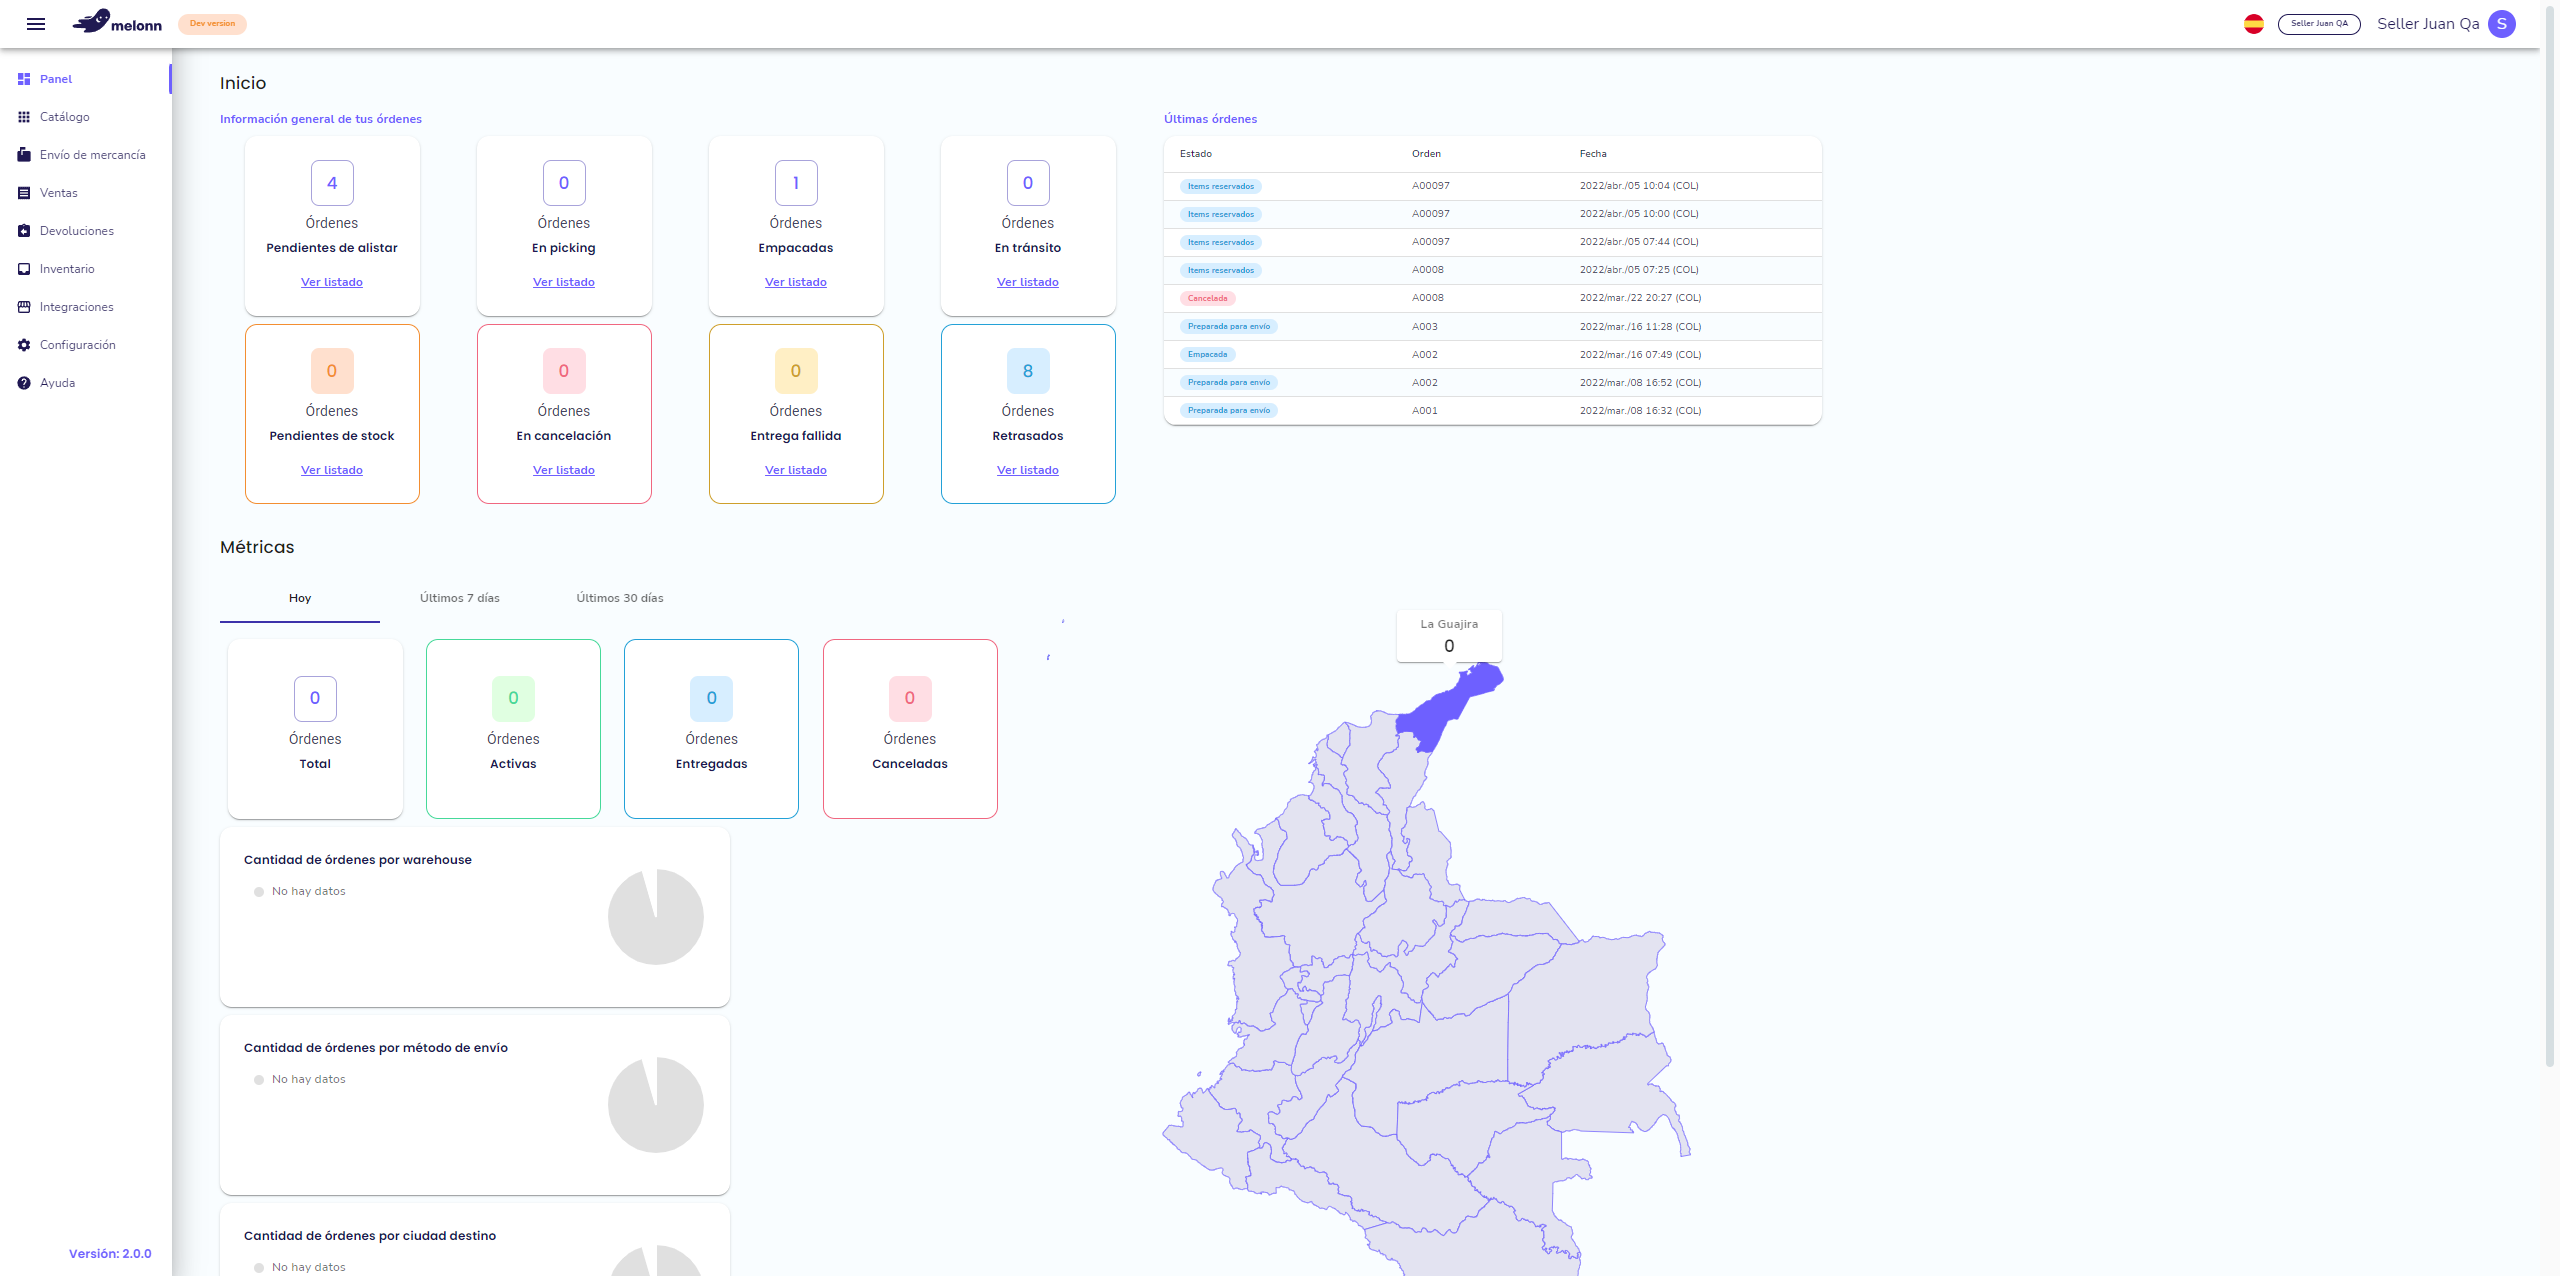 melonn
Dev version
Seller Juan QA
Seller Juan Qa
S
Panel
Catálogo
Envío de mercancía
Ventas
Devoluciones
Inventario
Integraciones
Configuración
Ayuda
Versión: 2.0.0
Inicio
Información general de tus órdenes
4
Órdenes
Pendientes de alistar
Ver listado
0
Órdenes
En picking
Ver listado
1
Órdenes
Empacadas
Ver listado
0
Órdenes
En tránsito
Ver listado
0
Órdenes
Pendientes de stock
Ver listado
0
Órdenes
En cancelación
Ver listado
0
Órdenes
Entrega fallida
Ver listado
8
Órdenes
Retrasados
Ver listado
Últimas órdenes
Estado Orden Fecha
Items reservados A00097 2022/abr./05 10:04 (COL)
Items reservados A00097 2022/abr./05 10:00 (COL)
Items reservados A00097 2022/abr./05 07:44 (COL)
Items reservados A0008 2022/abr./05 07:25 (COL)
Cancelada A0008 2022/mar./22 20:27 (COL)
Preparada para envío A003 2022/mar./16 11:28 (COL)
Empacada A002 2022/mar./16 07:49 (COL)
Preparada para envío A002 2022/mar./08 16:52 (COL)
Preparada para envío A001 2022/mar./08 16:32 (COL)
Métricas
Hoy
Últimos 7 días
Últimos 30 días
0
Órdenes
Total
0
Órdenes
Activas
0
Órdenes
Entregadas
0
Órdenes
Canceladas
Cantidad de órdenes por warehouse
No hay datos
Cantidad de órdenes por método de envío
No hay datos
Cantidad de órdenes por ciudad destino
No hay datos
La Guajira
0